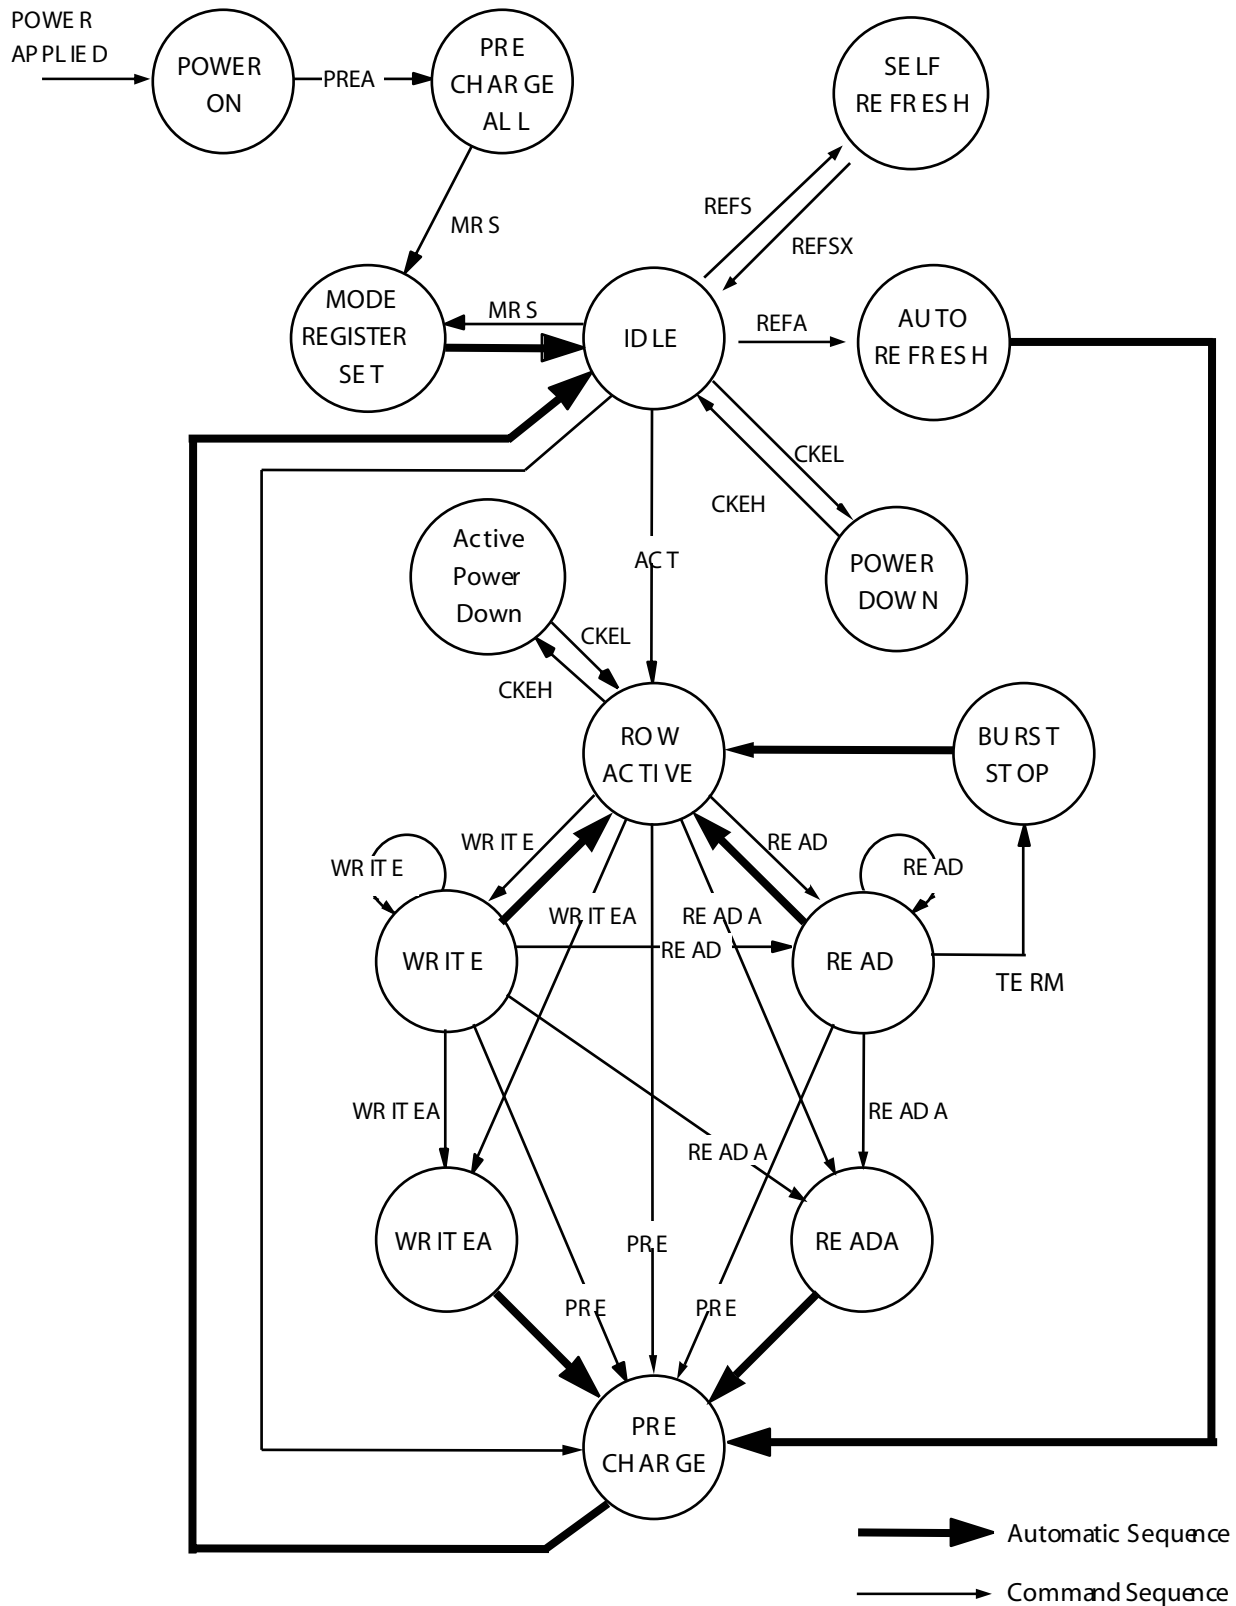 POWER
APPLIED
POWER
ON
PREA
PRE
CHARGE
ALL
SELF
REFRESH
MRS
REFS
REFSX
MODE
REGISTER
SET
MRS
IDLE
REFA
AUTO
REFRESH
CKEL
CKEH
Active
Power
Down
ACT
POWER
DOWN
CKEL
CKEH
ROW
ACTIVE
BURST
STOP
WRITE
READ
WRITE
READ
WRITEA
READA
WRITE
READ
READ
TERM
WRITEA
READA
READA
WRITEA
PRE
READA
PRE
PRE
PRE
CHARGE
Automatic Sequence
Command Sequence